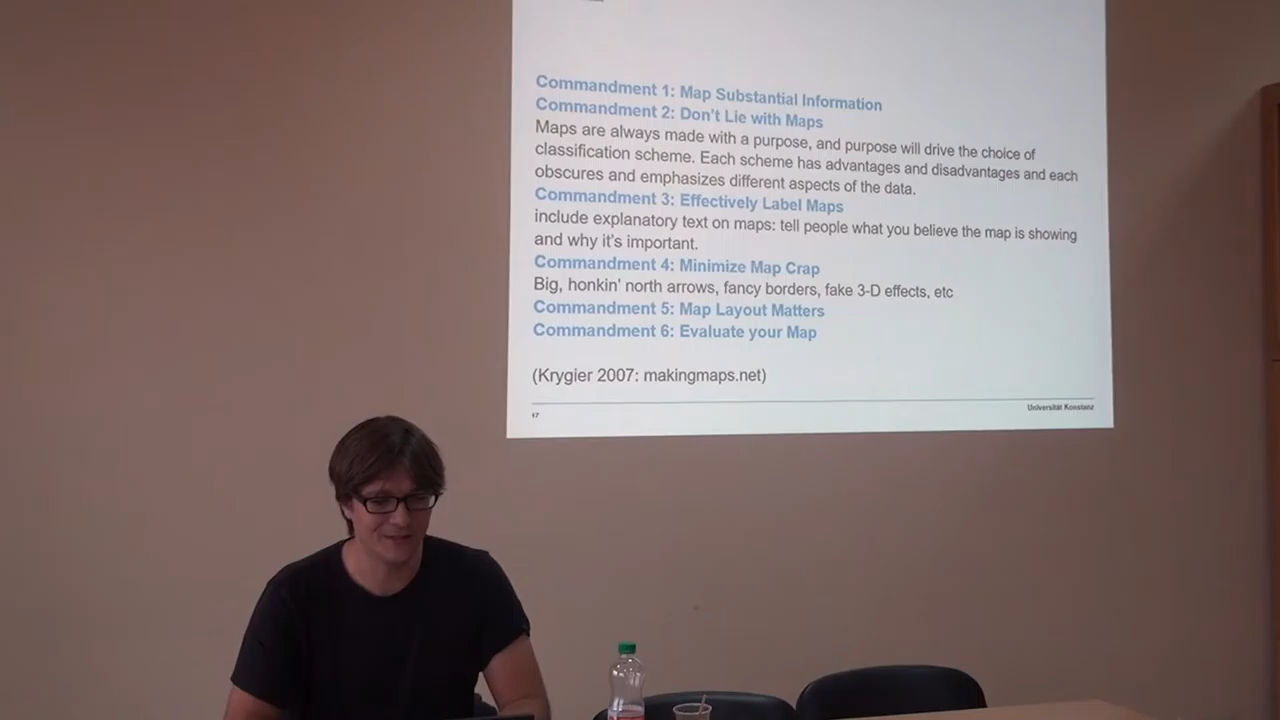 Commandment 1: Map Substantial Information
Commandment 2: Don't Lie with Maps
Maps are always made with a purpose, and purpose will drive the choice of
classification scheme. Each scheme has advantages and disadvantages and each
obscures and emphasizes different aspects of the data.
Commandment 3: Effectively Label Maps
include explanatory text on maps: tell people what you believe the map is showing
and why it's important.
Commandment 4: Minimize Map Crap
Big, honkin' north arrows, fancy borders, fake 3-D effects, etc
Commandment 5: Map Layout Matters
Commandment 6: Evaluate your Map
(Krygier 2007: makingmaps.net)
17
Universität Konstanz